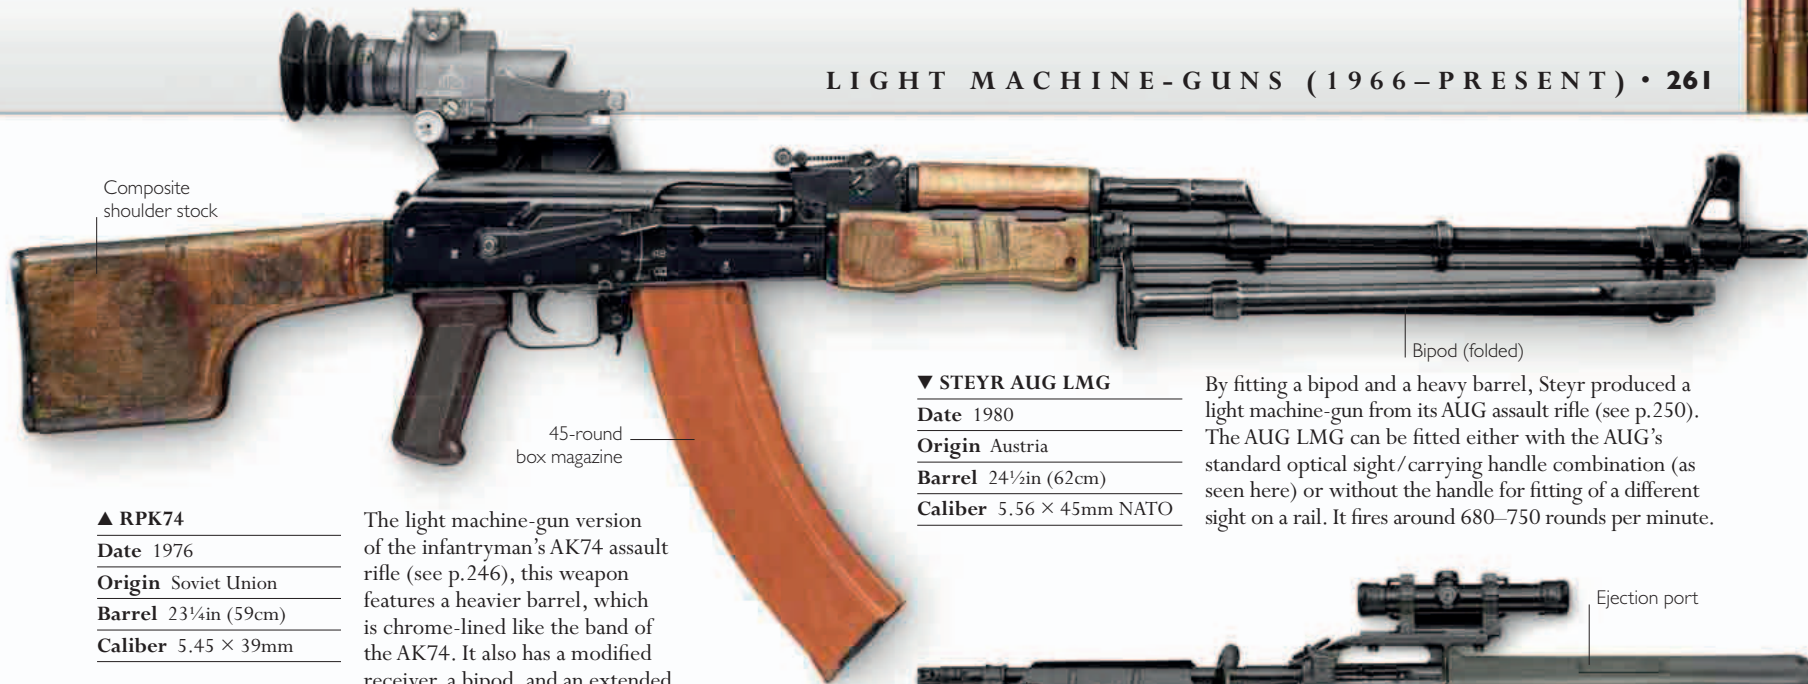 LIGHT MACHINE-GUNS (1966–PRESENT) • 261
Composite
shoulder stock
Bipod (folded)
45-round
box magazine
▲ RPK74
Date 1976
Origin Soviet Union
Barrel 23¼in (59cm)
Caliber 5.45 × 39mm
The light machine-gun version
of the infantryman's AK74 assault
rifle (see p.246), this weapon
features a heavier barrel, which
is chrome-lined like the band of
the AK74. It also has a modified
receiver, a bipod, and an extended
▼ STEYR AUG LMG
Date 1980
Origin Austria
Barrel 24½in (62cm)
Caliber 5.56 × 45mm NATO
By fitting a bipod and a heavy barrel, Steyr produced a
light machine-gun from its AUG assault rifle (see p.250).
The AUG LMG can be fitted either with the AUG's
standard optical sight/carrying handle combination (as
seen here) or without the handle for fitting of a different
sight on a rail. It fires around 680–750 rounds per minute.
Ejection port